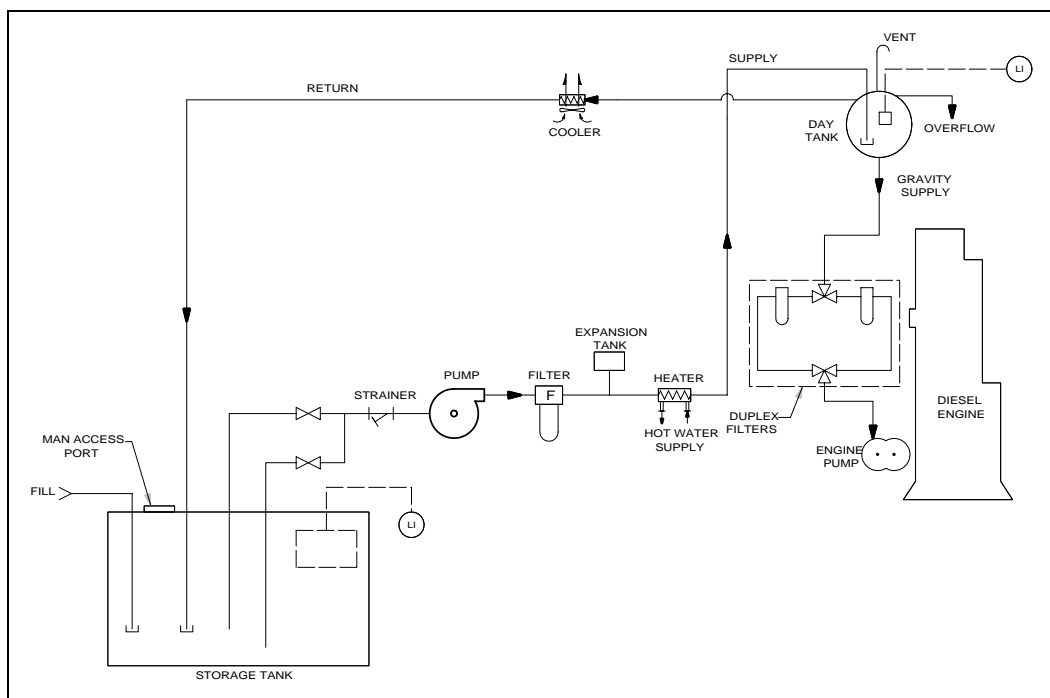 VENT
SUPPLY
LI
RETURN
COOLER
DAY
TANK
OVERFLOW
GRAVITY
SUPPLY
EXPANSION
TANK
PUMP
FILTER
HEATER
STRAINER
F
DUPLEX
FILTERS
DIESEL
ENGINE
HOT WATER
SUPPLY
MAN ACCESS
PORT
ENGINE
PUMP
FILL
LI
STORAGE TANK